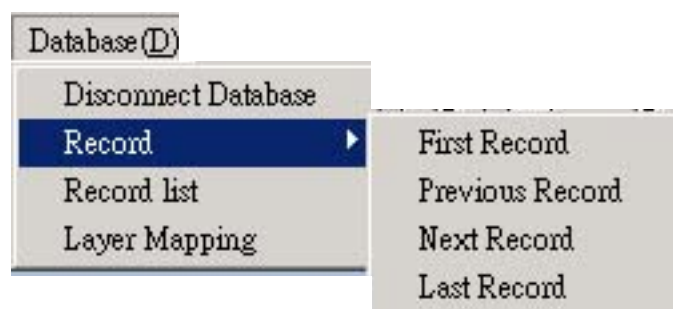 Database(D)
Disconnect Database
Record
Record list
Layer Mapping
First Record
Previous Record
Next Record
Last Record